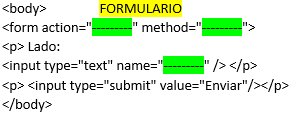 <body> FORMULARIO
<form action="---------" method="---------">
<p> Lado:
<input type="text" name="---------" /> </p>
<p> <input type="submit" value="Enviar"/></p>
</body>